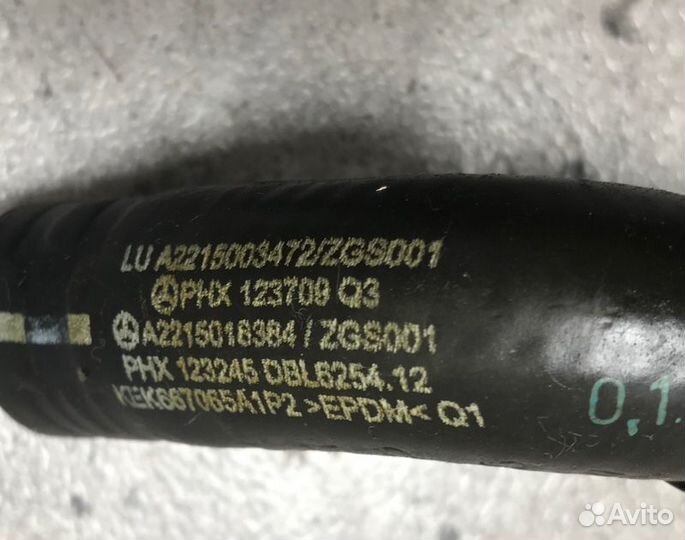 LU A2215003472/ZGS001
PHX 123709 Q3
A2215018384/ZGS001
PHX 123245 DBL6254.12
KEK667065A1P2 >EPDM< Q1
0,1
Avito